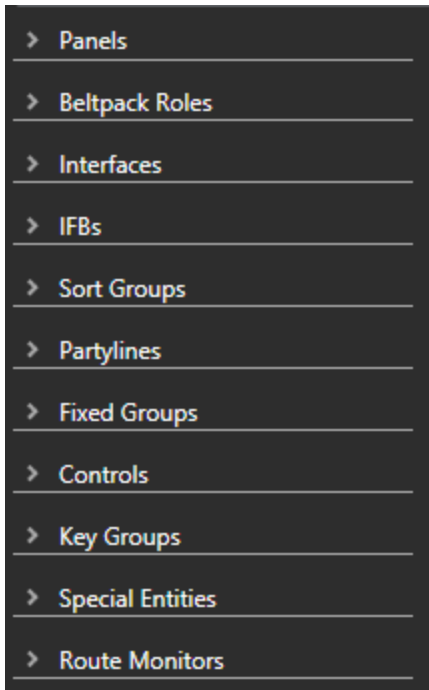 Panels
Beltpack Roles
Interfaces
IFBs
Sort Groups
Partylines
Fixed Groups
Controls
Key Groups
Special Entities
Route Monitors